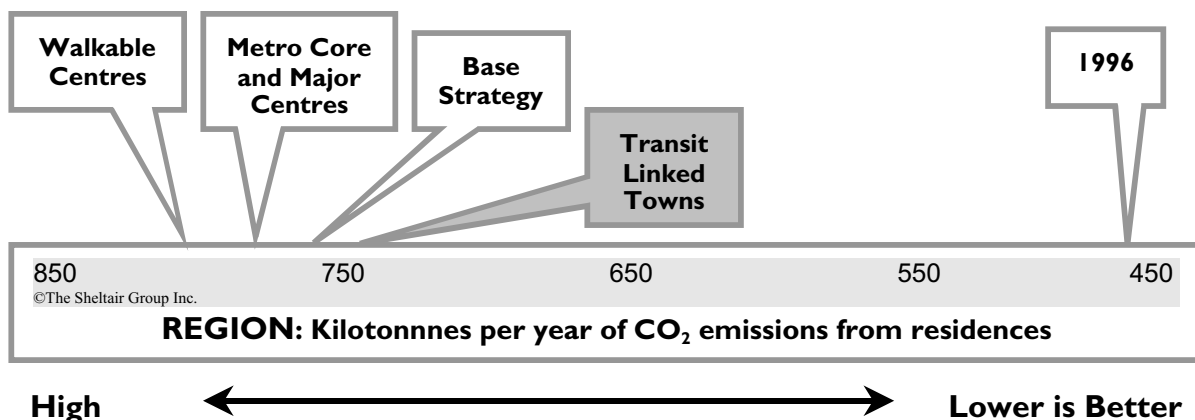 Walkable
Centres
Metro Core
and Major
Centres
Base
Strategy
Transit
Linked
Towns
1996
850 750 650 550 450
©The Sheltair Group Inc.
REGION: Kilotonnnes per year of CO₂ emissions from residences
High Lower is Better